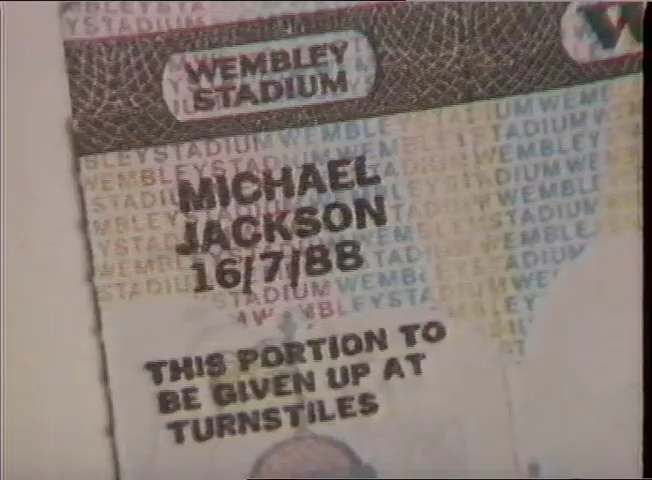 WEMBLEY
STADIUM
MICHAEL
JACKSON
16/7/88
THIS PORTION TO
BE GIVEN UP AT
TURNSTILES